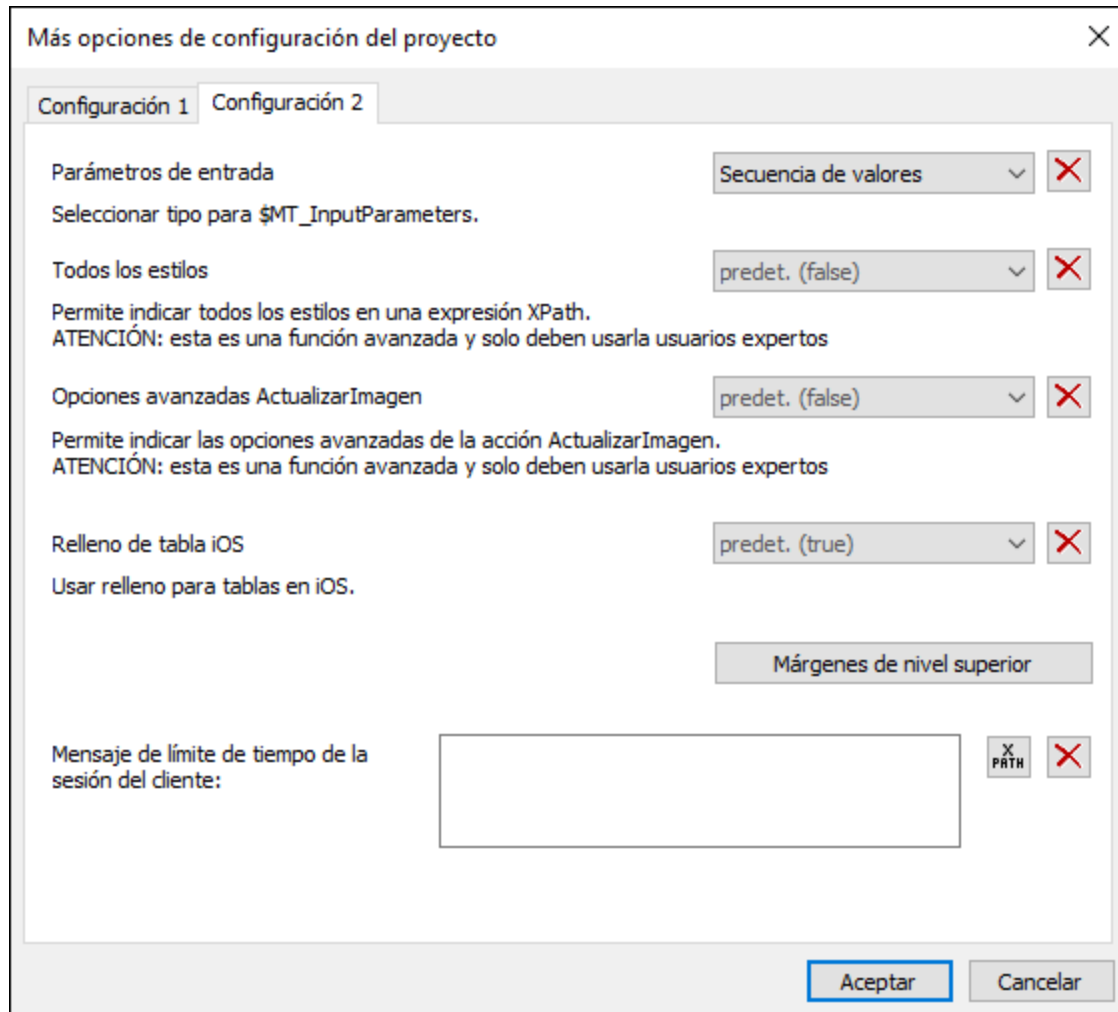 Más opciones de configuración del proyecto
Configuración 1
Configuración 2
Parámetros de entrada
Secuencia de valores
Seleccionar tipo para $MT_InputParameters.
Todos los estilos
predet. (false)
Permite indicar todos los estilos en una expresión XPath.
ATENCIÓN: esta es una función avanzada y solo deben usarla usuarios expertos
Opciones avanzadas ActualizarImagen
predet. (false)
Permite indicar las opciones avanzadas de la acción ActualizarImagen.
ATENCIÓN: esta es una función avanzada y solo deben usarla usuarios expertos
Relleno de tabla iOS
predet. (true)
Usar relleno para tablas en iOS.
Márgenes de nivel superior
Mensaje de límite de tiempo de la
sesión del cliente:
X
PATH
Aceptar
Cancelar